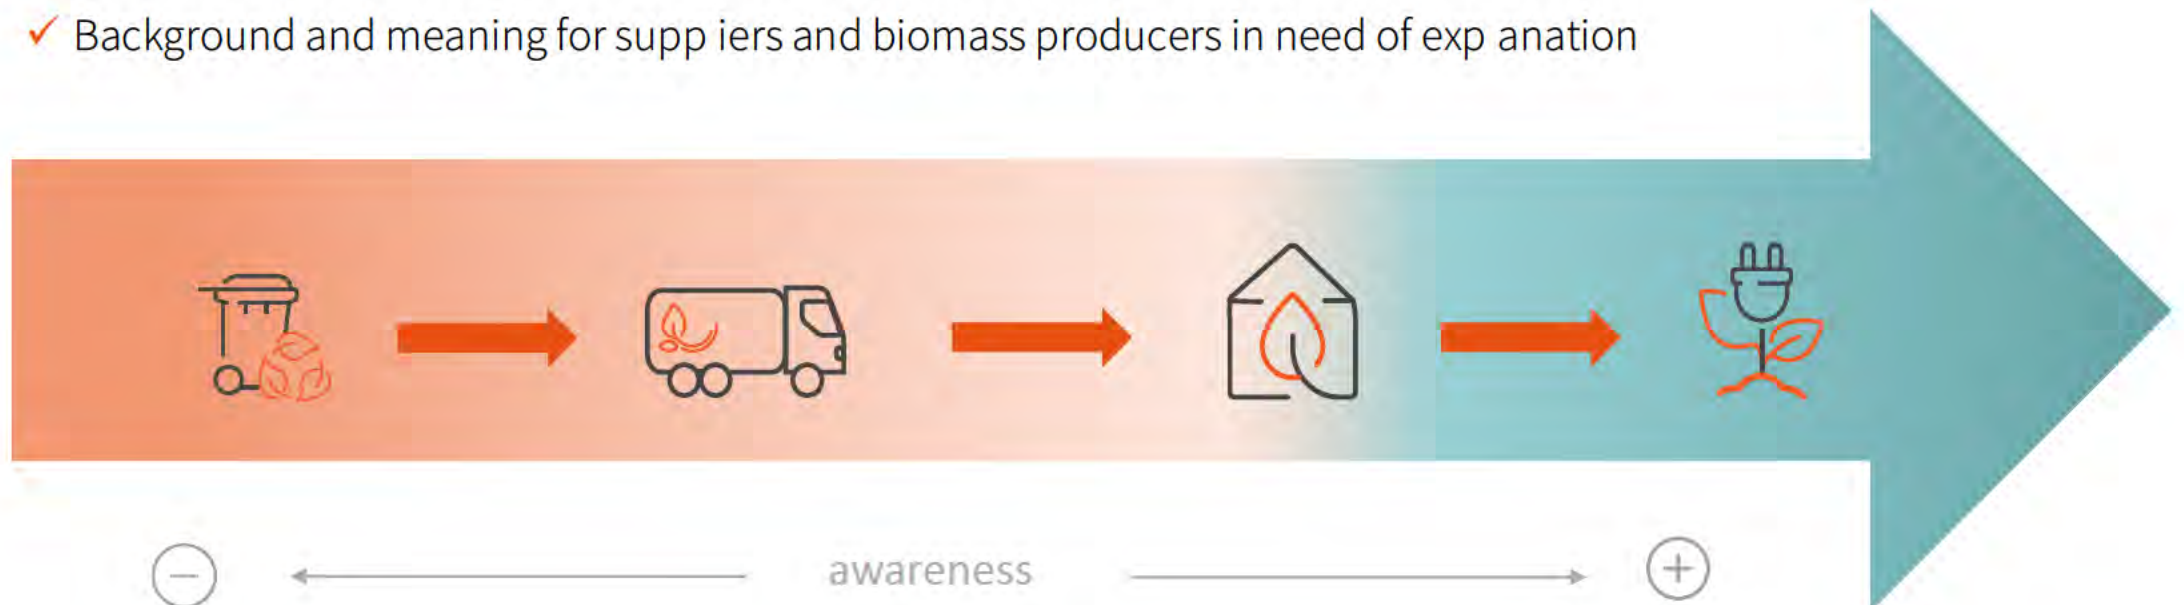 ✓ Background and meaning for supp iers and biomass producers in need of exp anation
awareness